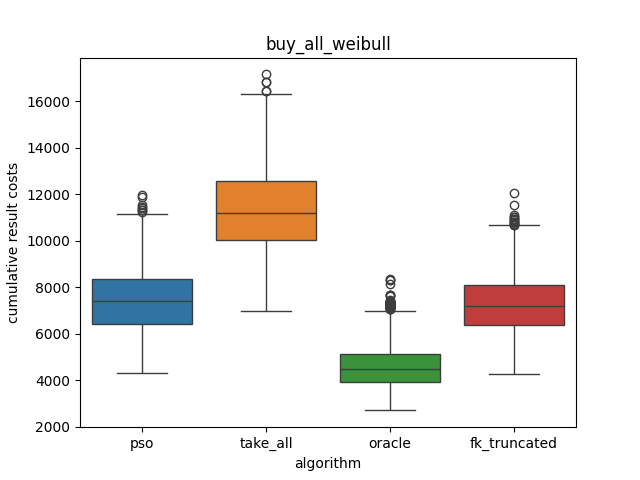 buy_all_weibull
cumulative result costs
16000
14000
12000
10000
8000
6000
4000
2000
pso take_all oracle fk_truncated
algorithm